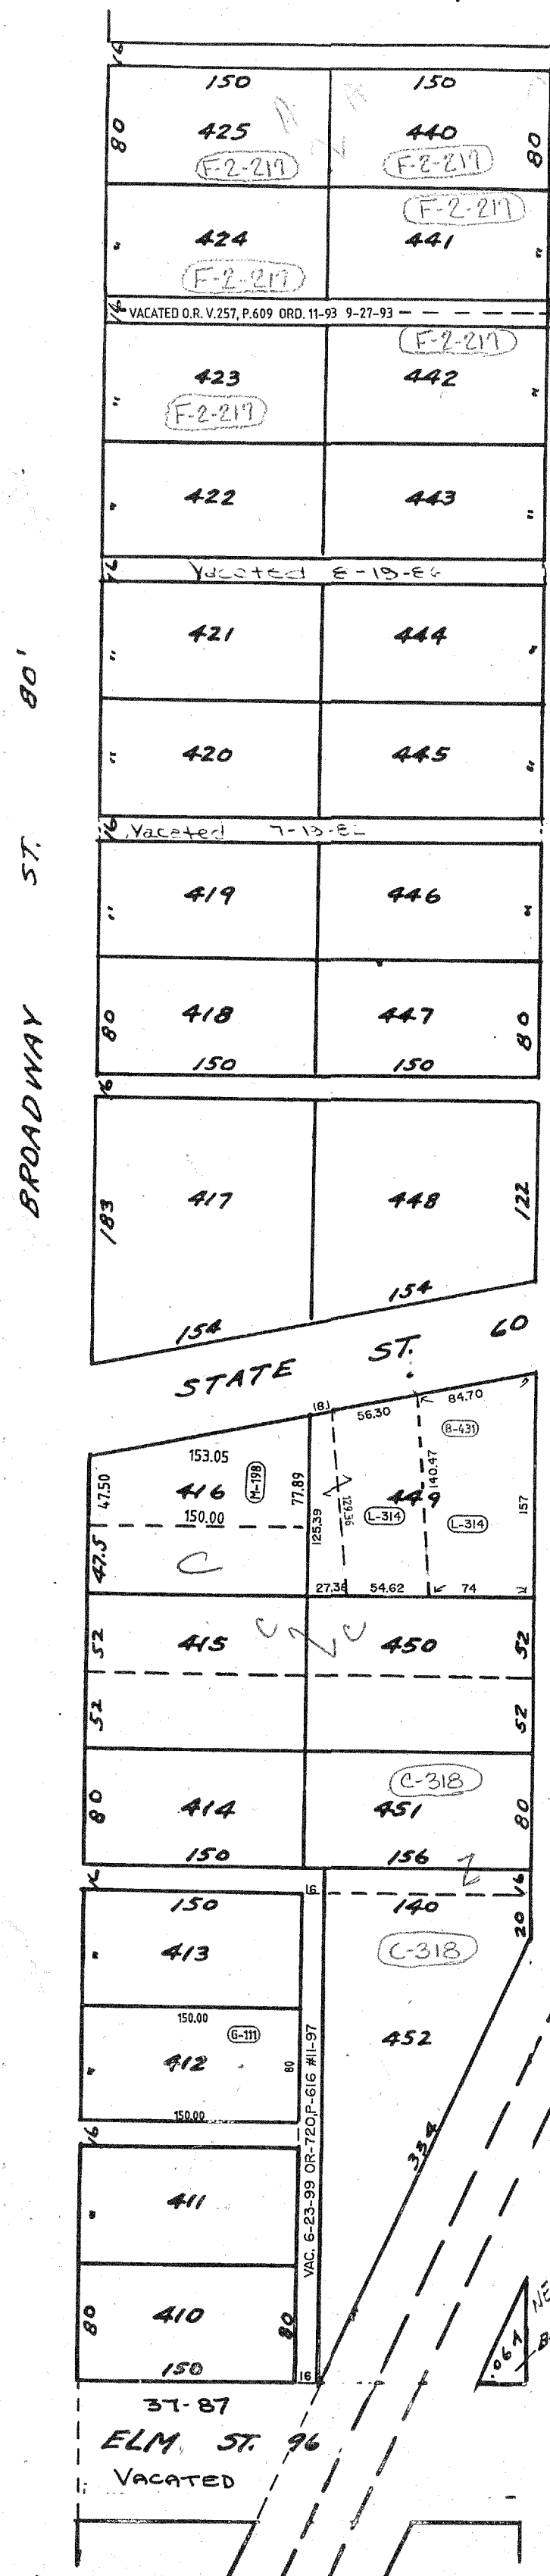 16
150 150
80 425 440 80
F-2-217 F-2-217
F-2-217
" 424 441 "
F-2-217
16 VACATED O.R. V.257, P.609 ORD. 11-93 9-27-93
F-2-217
423 442
" F-2-217 "
" 422 443 "
16 Vacated
421 444
" "
80'
" 420 445 "
16 Vacated
ST.
419 446
" "
80 418 447 80
150 150
BROADWAY
16
183 417 448 122
154 154
STATE ST. 60
18.1 56.30 84.70
153.05 B-431
47.50 416 M-198 77.89 449 140.47
150.00 125.39 129.36 L-314 L-314 157
47.5 C
27.38 54.62 74
52 415 C Z C 450 52
52 52
C-318
80 414 451 80
150 156 Z
16 16 16
150 140 20
413 C-318
"
150.00
G-111
" 412 80 452
150.00
16
VAC. 6-23-99 OR-720,P-616 #11-97
334
" 411
80 410 80
150 16
.064
NE
B
37-87
ELM ST. 96
VACATED